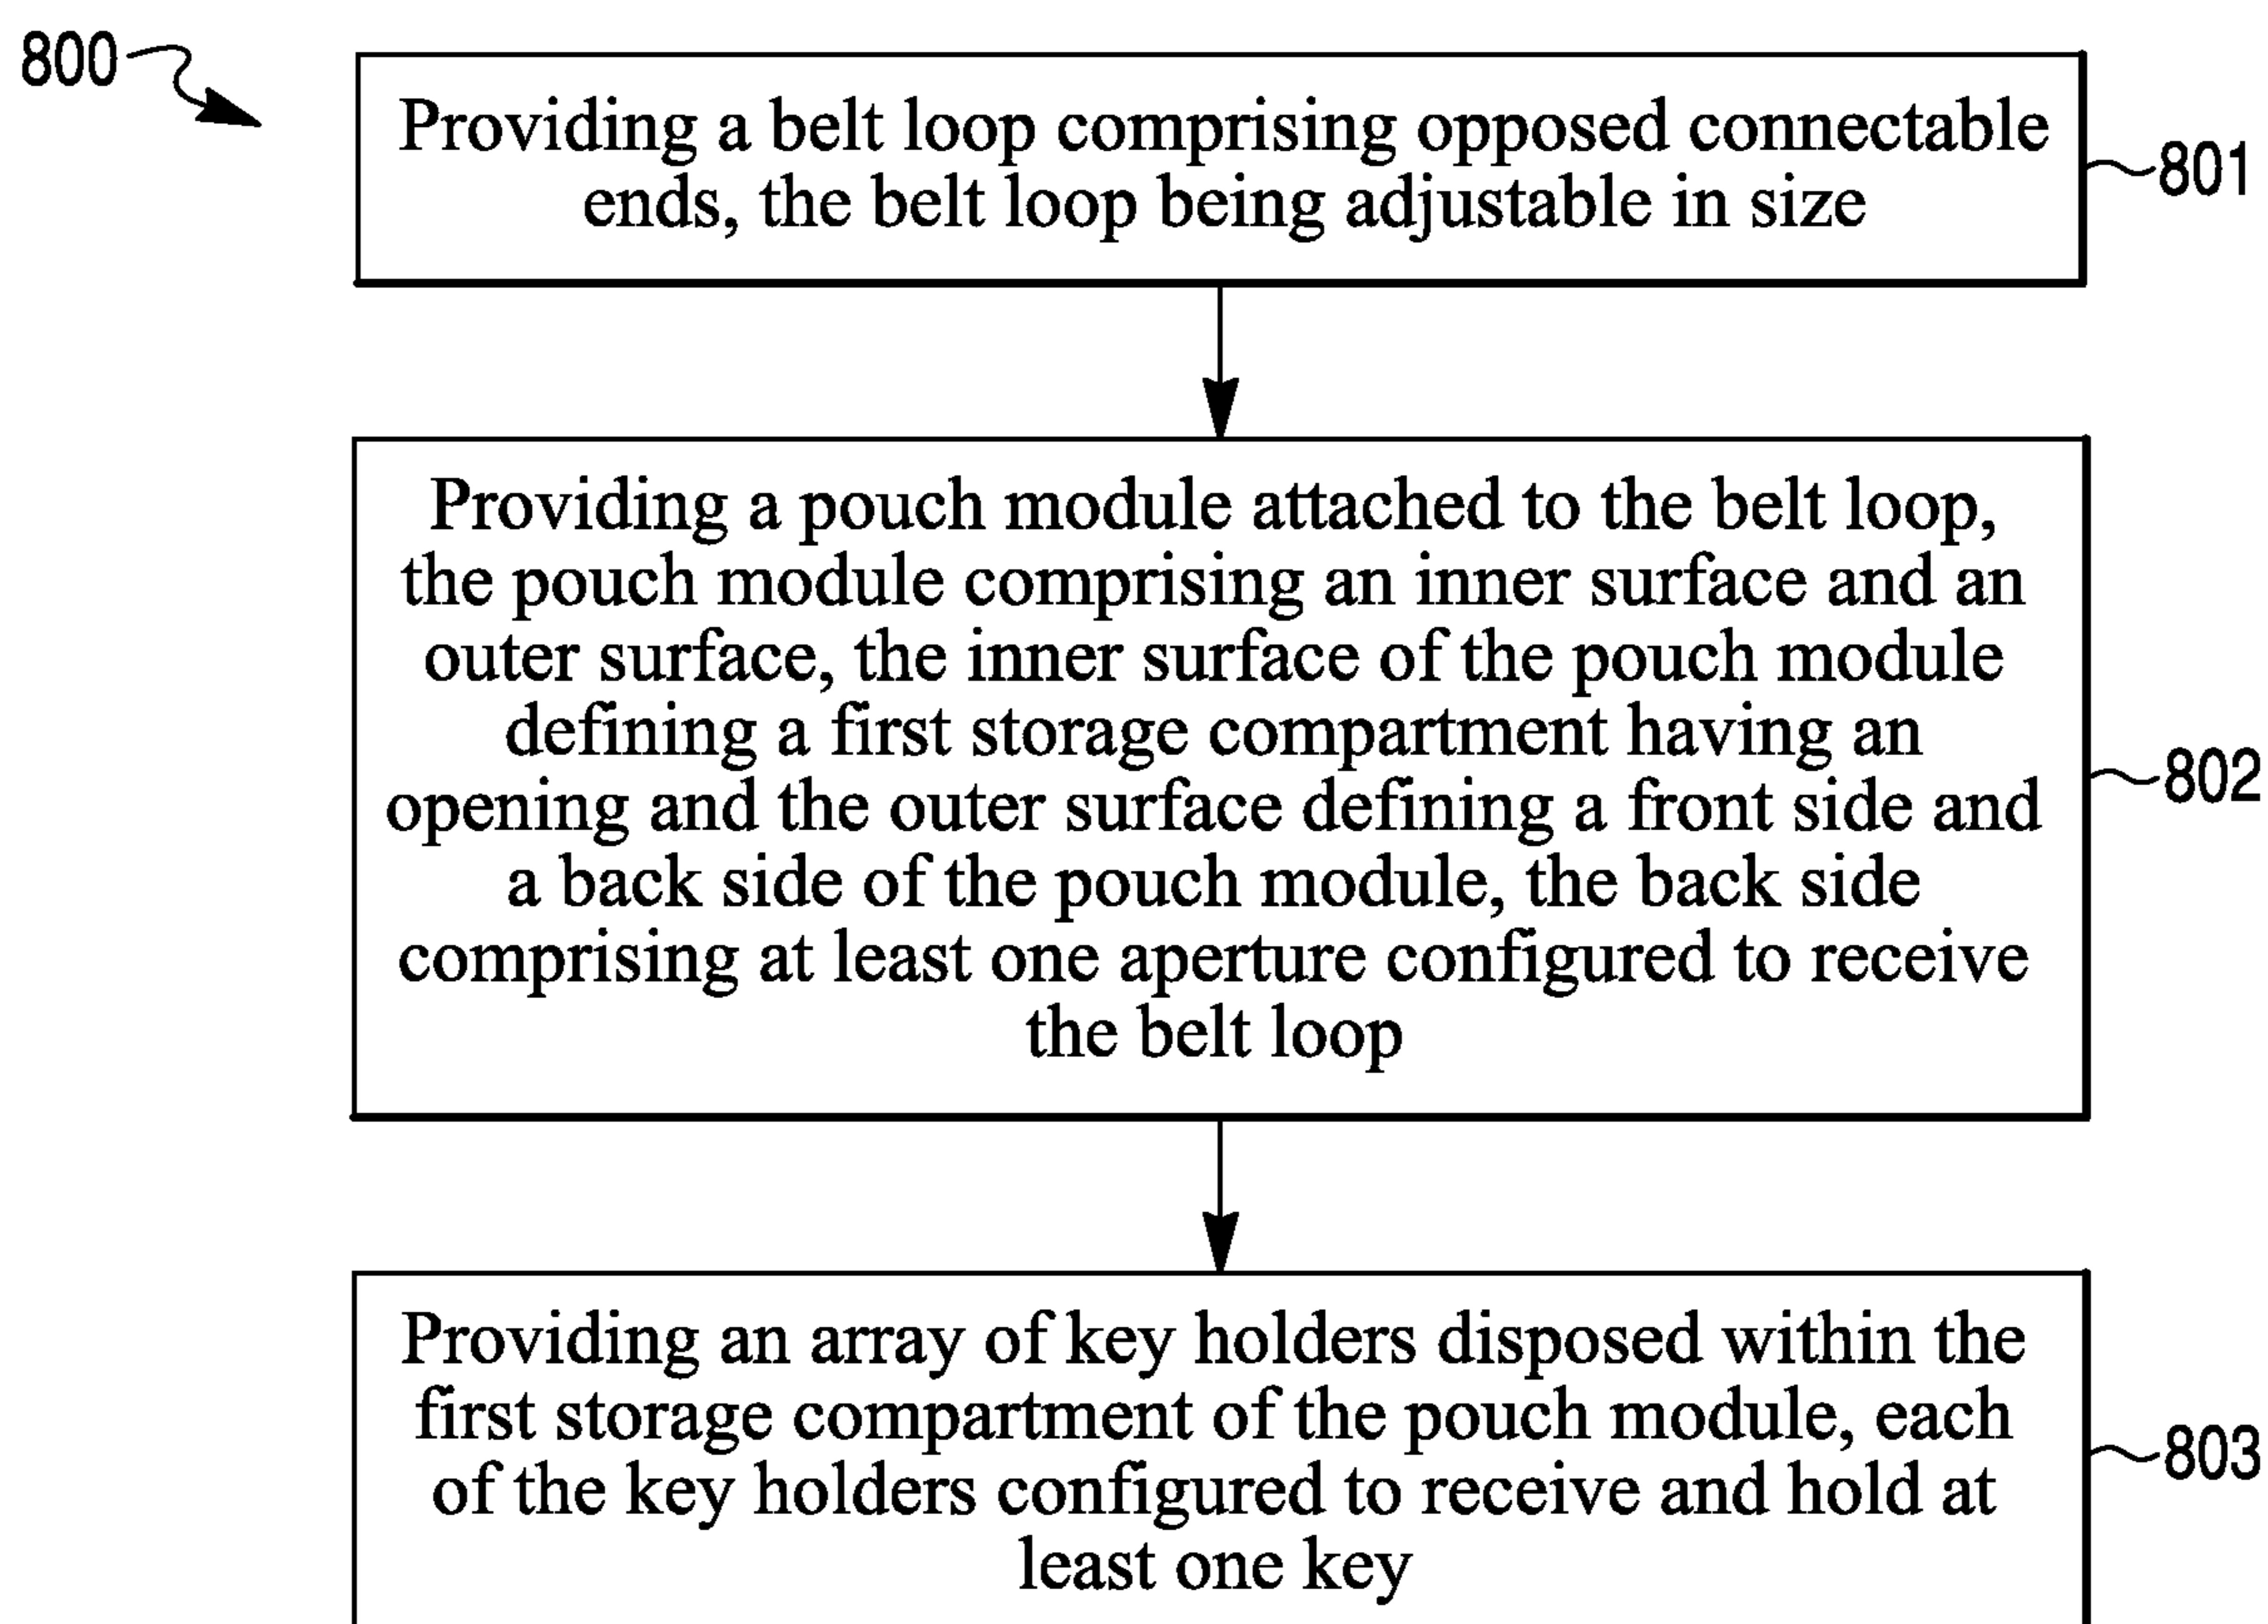 800
Providing a belt loop comprising opposed connectable
ends, the belt loop being adjustable in size
801
Providing a pouch module attached to the belt loop,
the pouch module comprising an inner surface and an
outer surface, the inner surface of the pouch module
defining a first storage compartment having an
opening and the outer surface defining a front side and
a back side of the pouch module, the back side
comprising at least one aperture configured to receive
the belt loop
802
Providing an array of key holders disposed within the
first storage compartment of the pouch module, each
of the key holders configured to receive and hold at
least one key
803